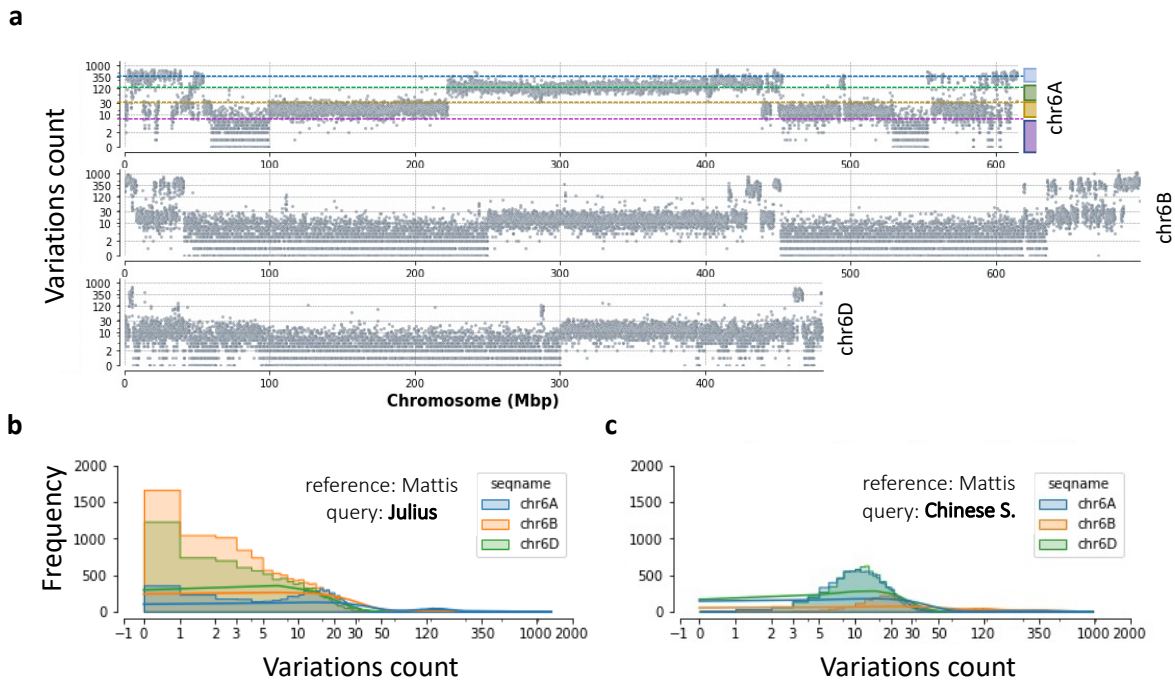 a
Variations count
1000
350
120
30
10
2
0
0
100
200
300
400
500
600
chr6A
1000
350
120
30
10
2
0
0
100
200
300
400
500
600
chr6B
1000
350
120
30
10
2
0
0
100
200
300
400
chr6D
Chromosome (Mbp)
b
Frequency
2000
1500
1000
500
0
reference: Mattis
query: Julius
seqname
chr6A
chr6B
chr6D
−1 0 1 2 3 5 10 20 30 50 120 350 1000 2000
Variations count
c
2000
1500
1000
500
0
reference: Mattis
query: Chinese S.
seqname
chr6A
chr6B
chr6D
−1 0 1 2 3 5 10 20 30 50 120 350 1000 2000
Variations count